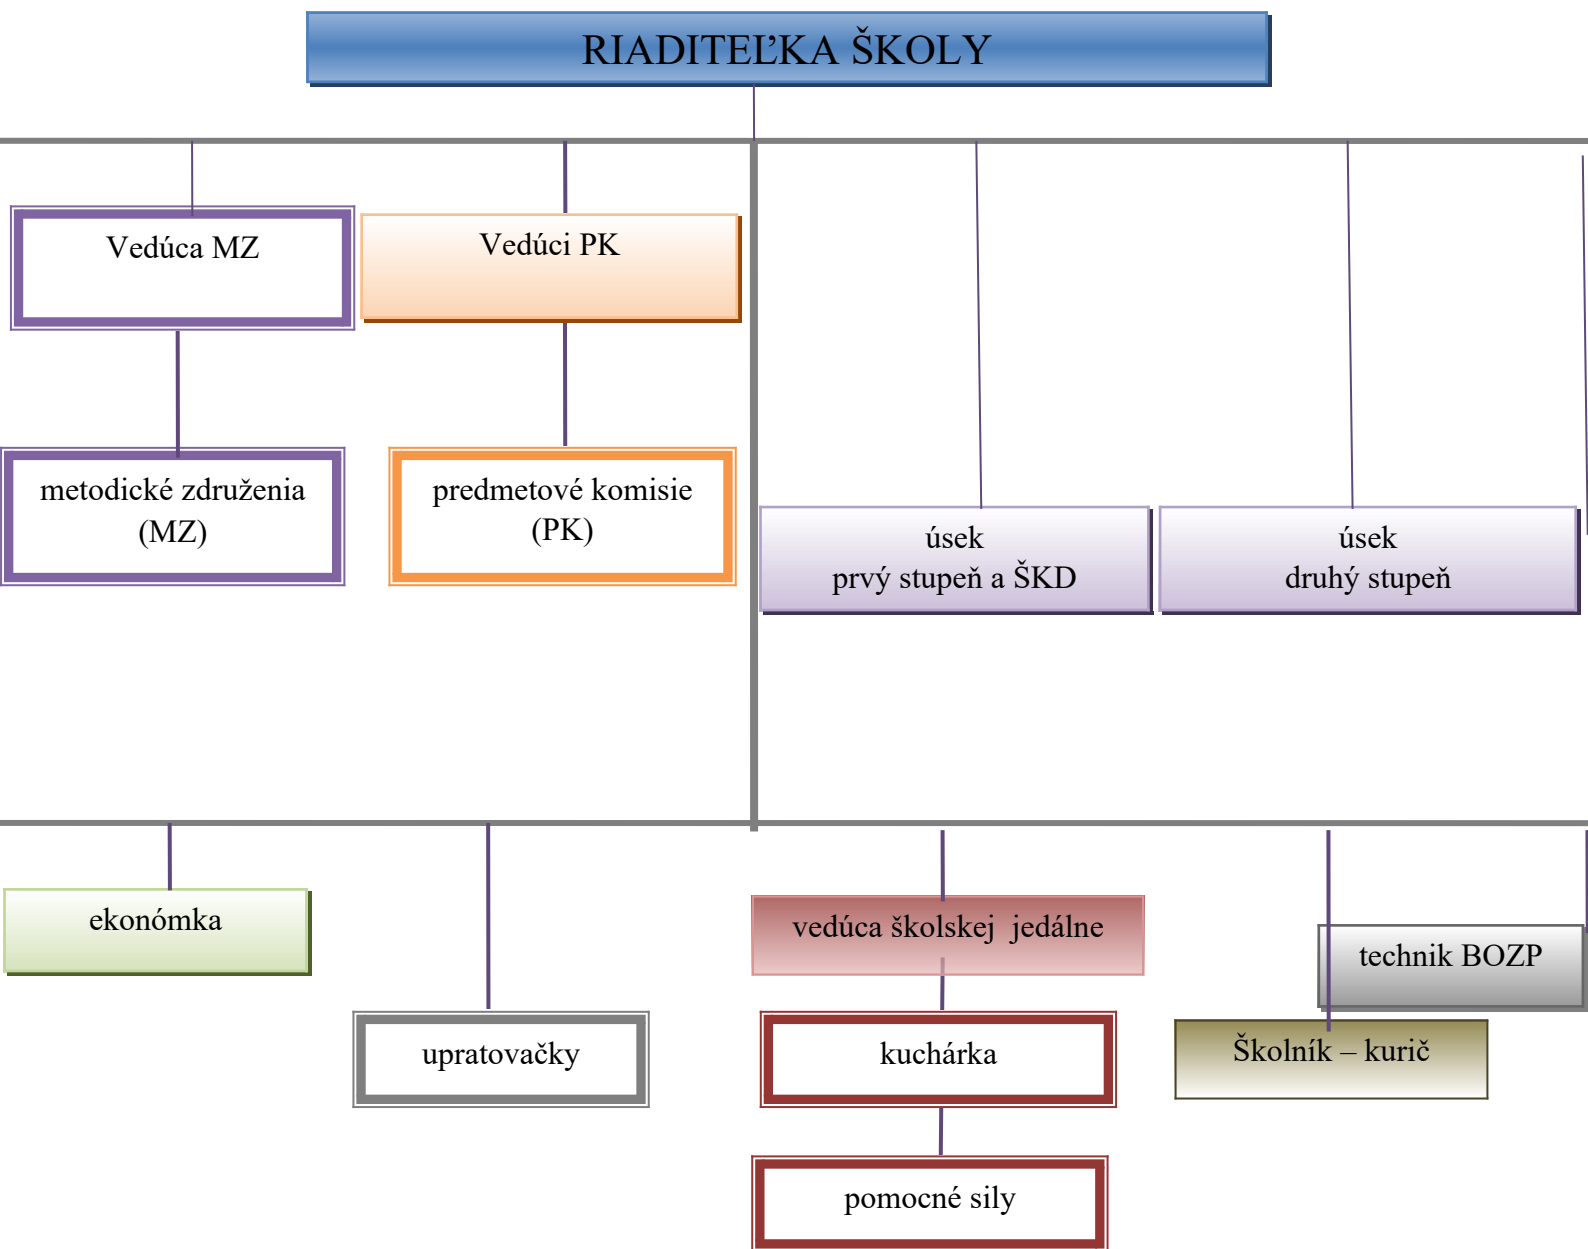 RIADITEĽKA ŠKOLY
Vedúca MZ
Vedúci PK
metodické združenia
(MZ)
predmetové komisie
(PK)
úsek
prvý stupeň a ŠKD
úsek
druhý stupeň
ekonómka
vedúca školskej jedálne
technik BOZP
upratovačky
kuchárka
Školník – kurič
pomocné sily